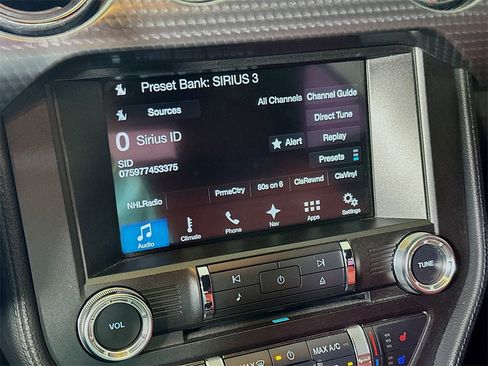 Preset Bank: SIRIUS 3
Sources
All Channels
Channel Guide
0 Sirius ID
Direct Tune
Alert
Replay
SID
075977453375
Presets
NHLRadio
PrmeCtry
80s on 8
ClsRewnd
ClsVinyl
Audio
Climate
Phone
Nav
Apps
Settings
VOL
TUNE
MAX
MAX A/C